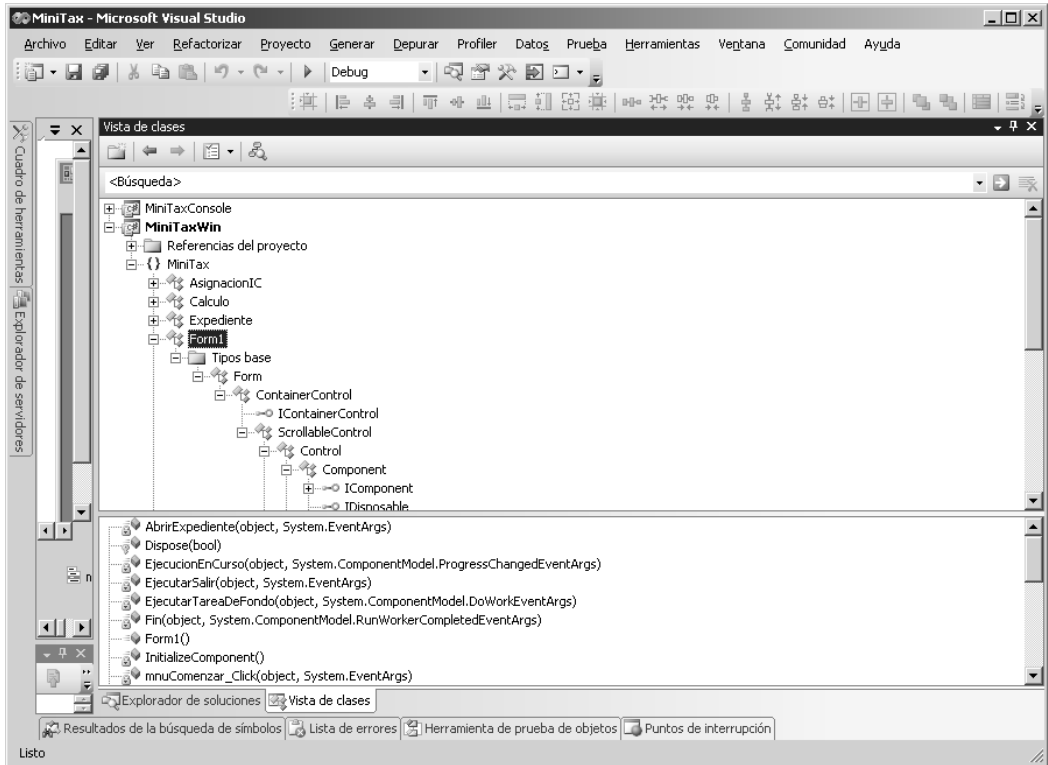 MiniTax - Microsoft Visual Studio
Archivo Editar Ver Refactorizar Proyecto Generar Depurar Profiler Datos Prueba Herramientas Ventana Comunidad Ayuda
Debug
Cuadro de herramientas
Explorador de servidores
Vista de clases
<Búsqueda>
MiniTaxConsole
MiniTaxWin
Referencias del proyecto
{} MiniTax
AsignacionIC
Calculo
Expediente
Form1
Tipos base
Form
ContainerControl
IContainerControl
ScrollableControl
Control
Component
IComponent
IDisposable
AbrirExpediente(object, System.EventArgs)
Dispose(bool)
EjecucionEnCurso(object, System.ComponentModel.ProgressChangedEventArgs)
EjecutarSalir(object, System.EventArgs)
EjecutarTareaDeFondo(object, System.ComponentModel.DoWorkEventArgs)
Fin(object, System.ComponentModel.RunWorkerCompletedEventArgs)
Form1()
InitializeComponent()
mnuComenzar_Click(object, System.EventArgs)
n
Explorador de soluciones Vista de clases
Resultados de la búsqueda de símbolos Lista de errores Herramienta de prueba de objetos Puntos de interrupción
Listo